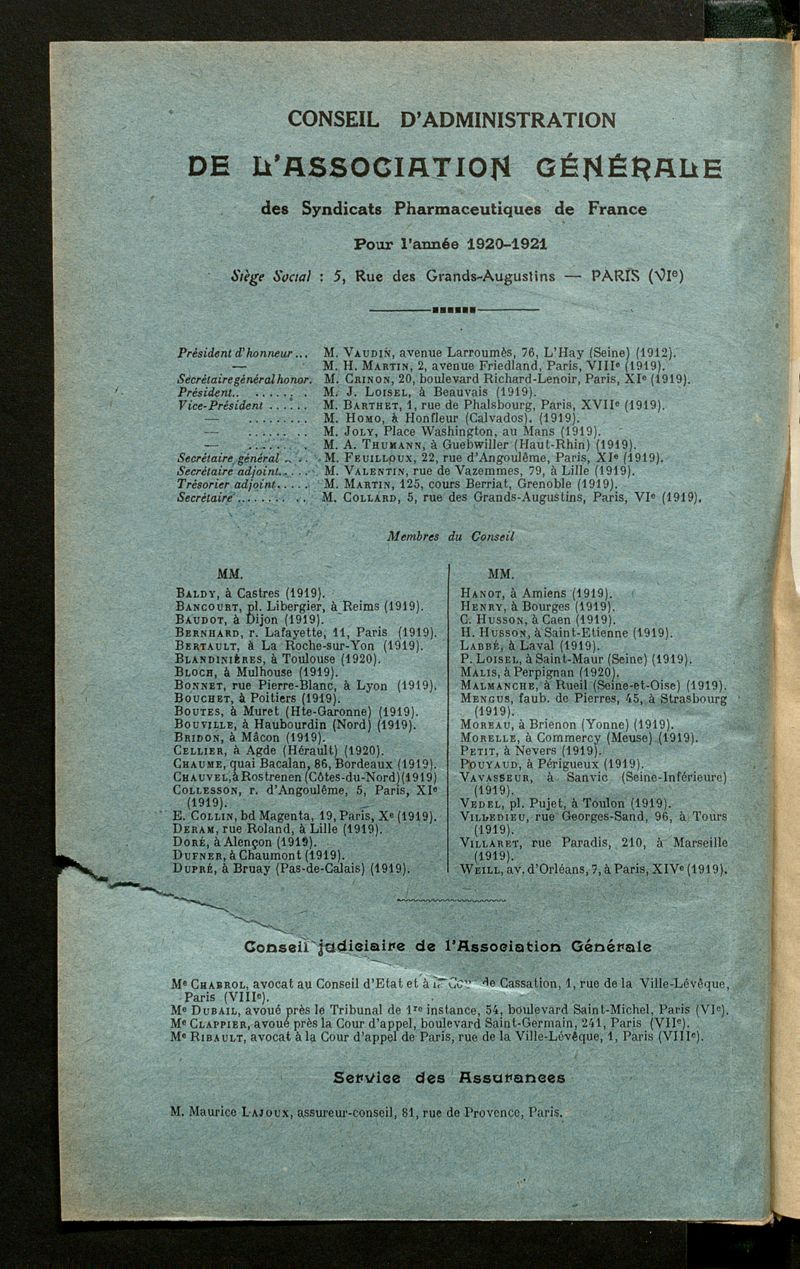 CONSEIL D'ADMINISTRATION
DE L'ASSOCIATION GÉNÉRALE
des Syndicats Pharmaceutiques de France
Pour l'année 1920-1921
Siège Social : 5, Rue des Grands-Augustins — PARIS (VIe)
Président d'honneur... M. VAUDIN, avenue Larroumès, 76, L'Hay (Seine) (1912).
— M. H. MARTIN, 2, avenue Friedland, Paris, VIIIe (1919).
Secrétaire général honor. M. CRINON, 20, boulevard Richard-Lenoir, Paris, XIe (1919).
Président.......... M. J. LOISEL, à Beauvais (1919).
Vice-Président ...... M. BARTHET, 1, rue de Phalsbourg, Paris, XVIIe (1919).
— ......... M. HOMO, à Honfleur (Calvados). (1919).
— ......... M. JOLY, Place Washington, au Mans (1919).
— ......... M. A. THUMANN, à Guebwiller (Haut-Rhin) (1919).
Secrétaire général .... M. FEUILLOUX, 22, rue d'Angoulême, Paris, XIe (1919).
Secrétaire adjoint..... M. VALENTIN, rue de Vazemmes, 79, à Lille (1919).
Trésorier adjoint..... M. MARTIN, 125, cours Berriat, Grenoble (1919).
Secrétaire .......... M. COLLARD, 5, rue des Grands-Augustins, Paris, VIe (1919).
Membres du Conseil
MM.
BALDY, à Castres (1919).
BANCOURT, pl. Libergier, à Reims (1919).
BAUDOT, à Dijon (1919).
BERNHARD, r. Lafayette, 11, Paris (1919).
BERTAULT, à La Roche-sur-Yon (1919).
BLANDINIÈRES, à Toulouse (1920).
BLOCH, à Mulhouse (1919).
BONNET, rue Pierre-Blanc, à Lyon (1919).
BOUCHET, à Poitiers (1919).
BOUTES, à Muret (Hte-Garonne) (1919).
BOUVILLE, à Haubourdin (Nord) (1919).
BRIDON, à Mâcon (1919).
CELLIER, à Agde (Hérault) (1920).
CHAUME, quai Bacalan, 86, Bordeaux (1919).
CHAUVEL, à Rostrenen (Côtes-du-Nord) (1919)
COLLESSON, r. d'Angoulême, 5, Paris, XIe
(1919).
E. COLLIN, bd Magenta, 19, Paris, Xe (1919).
DERAM, rue Roland, à Lille (1919).
DORÉ, à Alençon (1919).
DUFNER, à Chaumont (1919).
DUPRÉ, à Bruay (Pas-de-Calais) (1919).
MM.
HANOT, à Amiens (1919).
HENRY, à Bourges (1919).
C. HUSSON, à Caen (1919).
H. HUSSON, à Saint-Etienne (1919).
LABBÉ, à Laval (1919).
P. LOISEL, à Saint-Maur (Seine) (1919).
MALIS, à Perpignan (1920).
MALMANCHE, à Rueil (Seine-et-Oise) (1919).
MENGUS, faub. de Pierres, 45, à Strasbourg
(1919).
MOREAU, à Brienon (Yonne) (1919).
MORELLE, à Commercy (Meuse) (1919).
PETIT, à Nevers (1919).
POUYAUD, à Périgueux (1919).
VAVASSEUR, à Sanvic (Seine-Inférieure)
(1919).
VEDEL, pl. Pujet, à Toulon (1919).
VILLEDIEU, rue Georges-Sand, 96, à Tours
(1919).
VILLARET, rue Paradis, 210, à Marseille
(1919).
WEILL, av. d'Orléans, 7, à Paris, XIVe (1919).
Conseil judiciaire de l'Association Générale
Me CHABROL, avocat au Conseil d'Etat et à de Cassation, 1, rue de la Ville-Lévêque,
Paris (VIIIe).
Me DUBAIL, avoué près le Tribunal de 1re instance, 54, boulevard Saint-Michel, Paris (VIe).
Me CLAPPIER, avoué près la Cour d'appel, boulevard Saint-Germain, 241, Paris (VIIe).
Me RIBAULT, avocat à la Cour d'appel de Paris, rue de la Ville-Lévêque, 1, Paris (VIIIe).
Service des Assurances
M. Maurice LAJOUX, assureur-conseil, 81, rue de Provence, Paris.